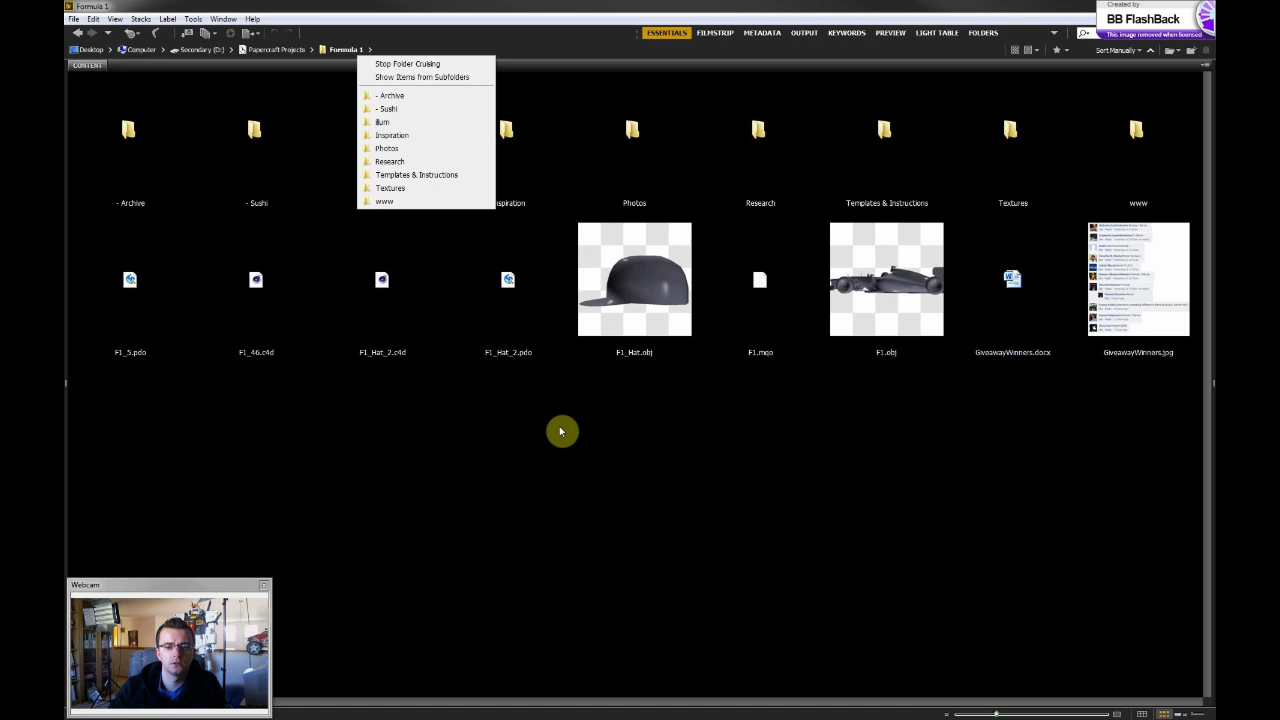 Formula 1
Created by
BB FlashBack
This image removed when licensed
File Edit View Stacks Label Tools Window Help
ESSENTIALS FILMSTRIP METADATA OUTPUT KEYWORDS PREVIEW LIGHT TABLE FOLDERS
Desktop > Computer > Secondary (D:) > Papercraft Projects > Formula 1 >
Sort Manually
CONTENT
Stop Folder Cruising
Show Items from Subfolders
- Archive
- Sushi
illum
Inspiration
Photos
Research
Templates & Instructions
Textures
www
- Archive
- Sushi
Photos
Research
Templates & Instructions
Textures
www
F1_5.pdo
F1_46.c4d
F1_Hat_2.c4d
F1_Hat_2.pdo
F1_Hat.obj
F1.mqo
F1.obj
GiveawayWinners.docx
GiveawayWinners.jpg
Webcam